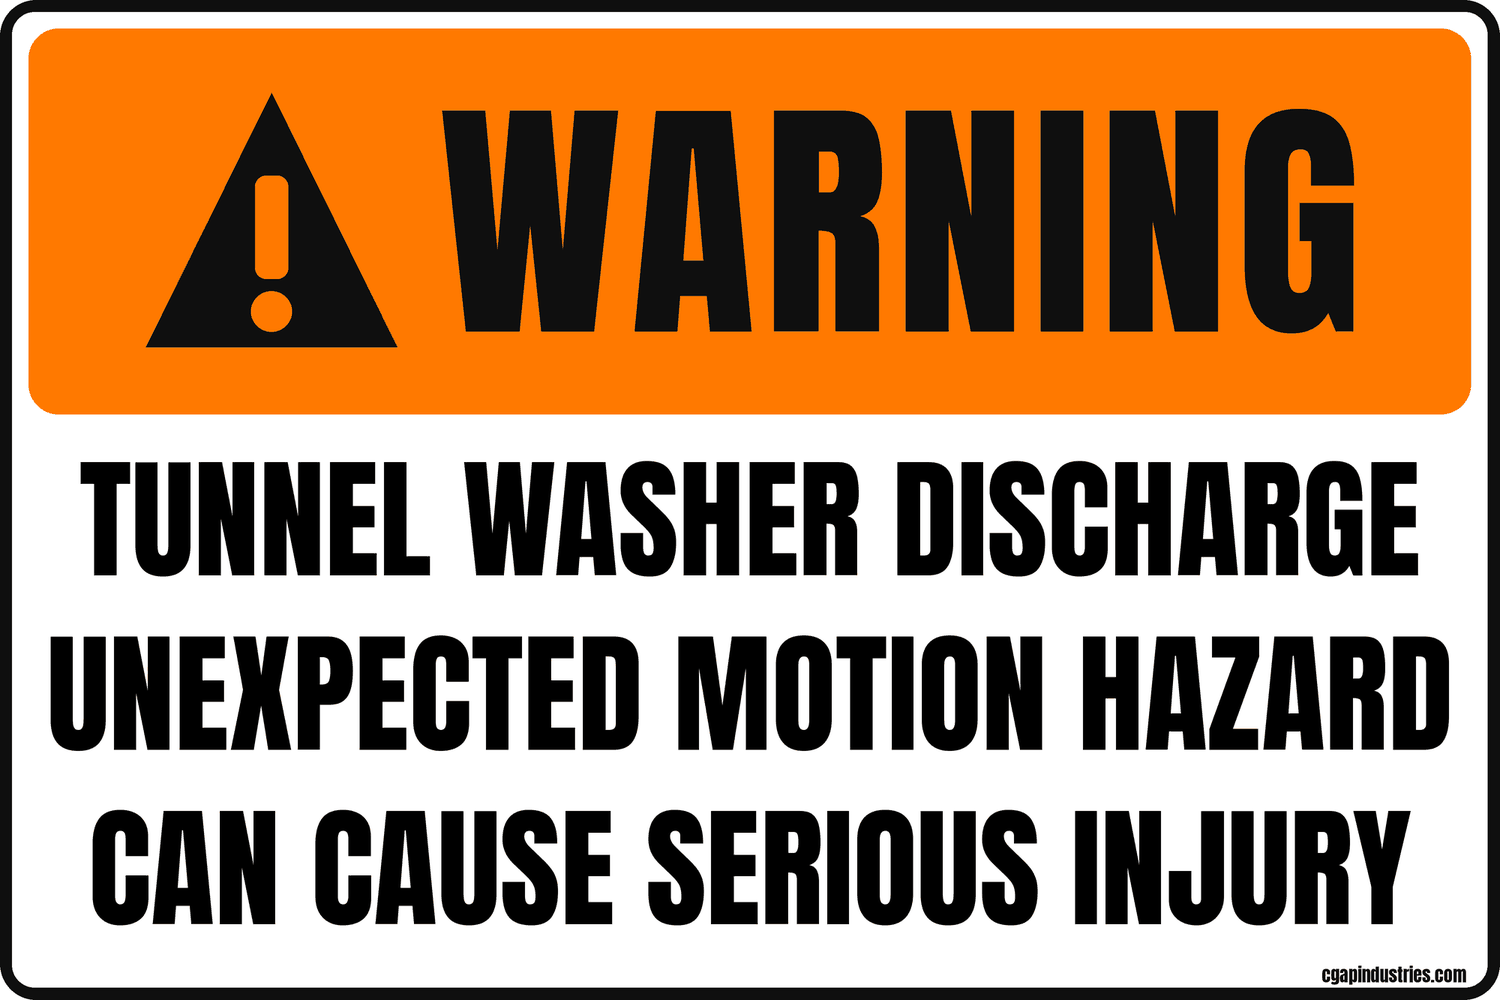 WARNING
TUNNEL WASHER DISCHARGE
UNEXPECTED MOTION HAZARD
CAN CAUSE SERIOUS INJURY
cgapindustries.com